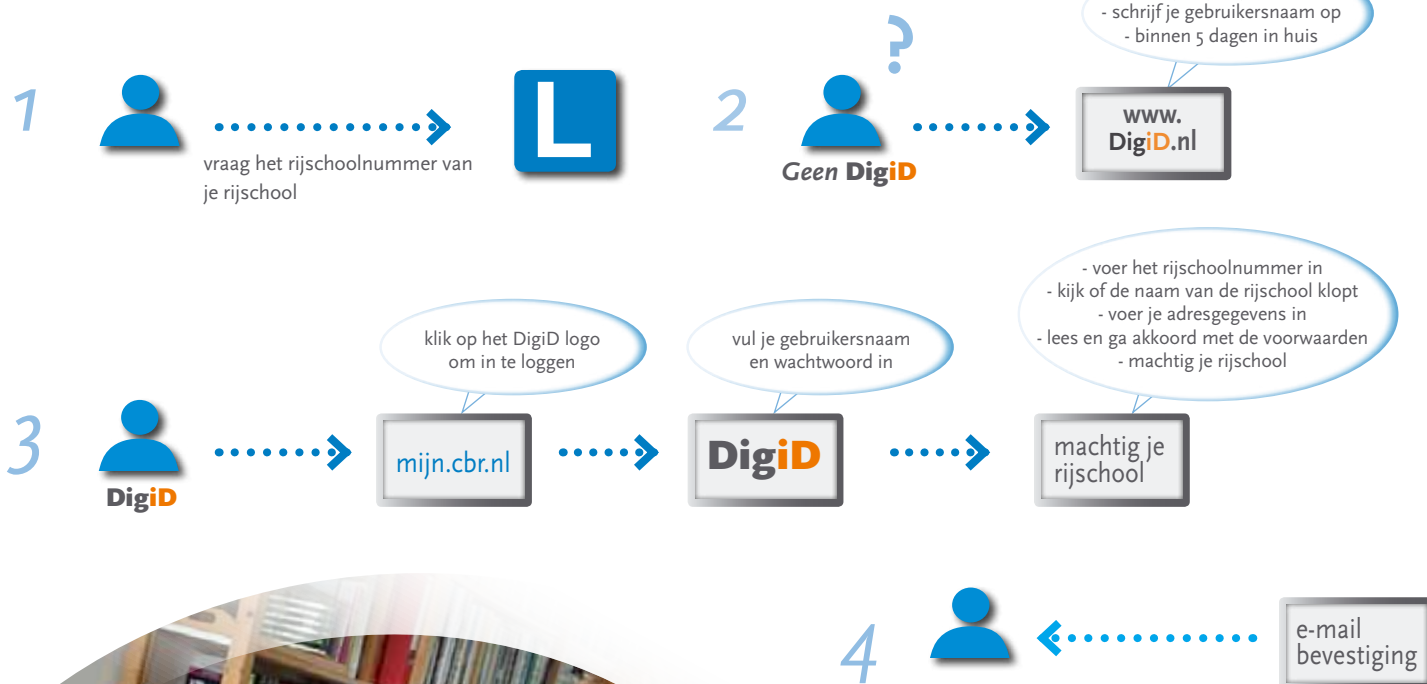 - schrijf je gebruikersnaam op
- binnen 5 dagen in huis
1
vraag het rijschoolnummer van
je rijschool
L
2
?
Geen DigiD
www.
DigiD.nl
- voer het rijschoolnummer in
- kijk of de naam van de rijschool klopt
- voer je adresgegevens in
- lees en ga akkoord met de voorwaarden
- machtig je rijschool
klik op het DigiD logo
om in te loggen
vul je gebruikersnaam
en wachtwoord in
3
DigiD
mijn.cbr.nl
DigiD
machtig je
rijschool
4
e-mail
bevestiging